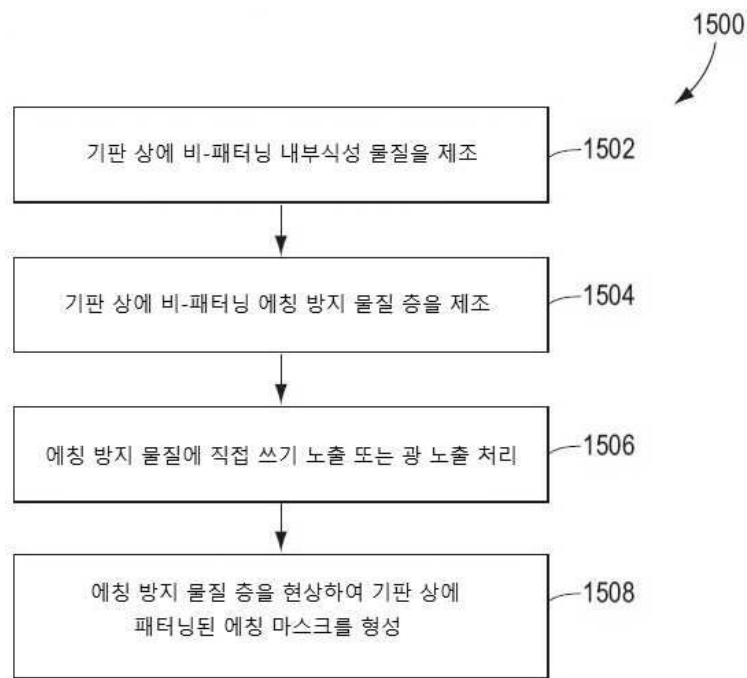 1500
기판 상에 비-패터닝 내부식성 물질을 제조
1502
기판 상에 비-패터닝 에칭 방지 물질 층을 제조
1504
에칭 방지 물질에 직접 쓰기 노출 또는 광 노출 처리
1506
에칭 방지 물질 층을 현상하여 기판 상에
패터닝된 에칭 마스크를 형성
1508